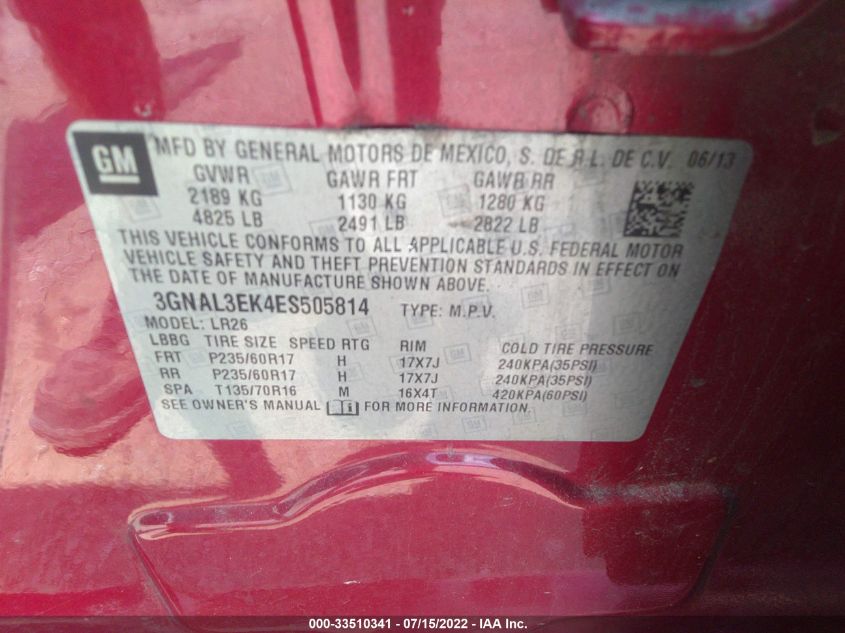 GM
MFD BY GENERAL MOTORS DE MEXICO, S. DE R.L. DE C.V. 06/13
GVWR GAWR FRT GAWR RR
2189 KG 1130 KG 1280 KG
4825 LB 2491 LB 2822 LB
THIS VEHICLE CONFORMS TO ALL APPLICABLE U.S. FEDERAL MOTOR
VEHICLE SAFETY AND THEFT PREVENTION STANDARDS IN EFFECT ON
THE DATE OF MANUFACTURE SHOWN ABOVE.
3GNAL3EK4ES505814 TYPE: M.P.V.
MODEL: LR26
LBBG TIRE SIZE SPEED RTG RIM COLD TIRE PRESSURE
FRT P235/60R17 H 17X7J 240KPA(35PSI)
RR P235/60R17 H 17X7J 240KPA(35PSI)
SPA T135/70R16 M 16X4T 420KPA(60PSI)
SEE OWNER'S MANUAL FOR MORE INFORMATION.
000-33510341 - 07/15/2022 - IAA Inc.